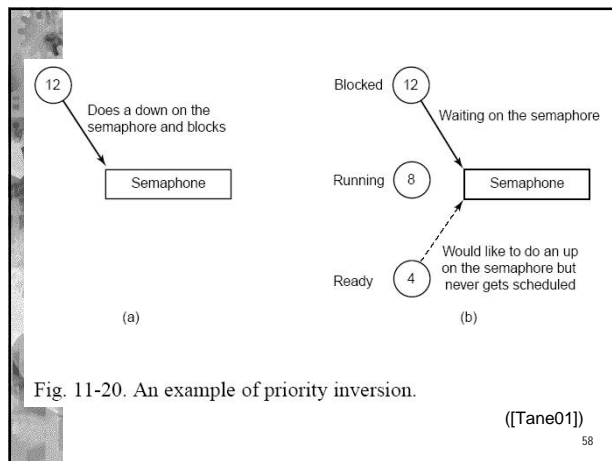 12
Does a down on the
semaphore and blocks
Semaphone
(a)
Blocked
12
Waiting on the semaphore
Running
8
Semaphone
Ready
4
Would like to do an up
on the semaphore but
never gets scheduled
(b)
Fig. 11-20. An example of priority inversion.
([Tane01])
58